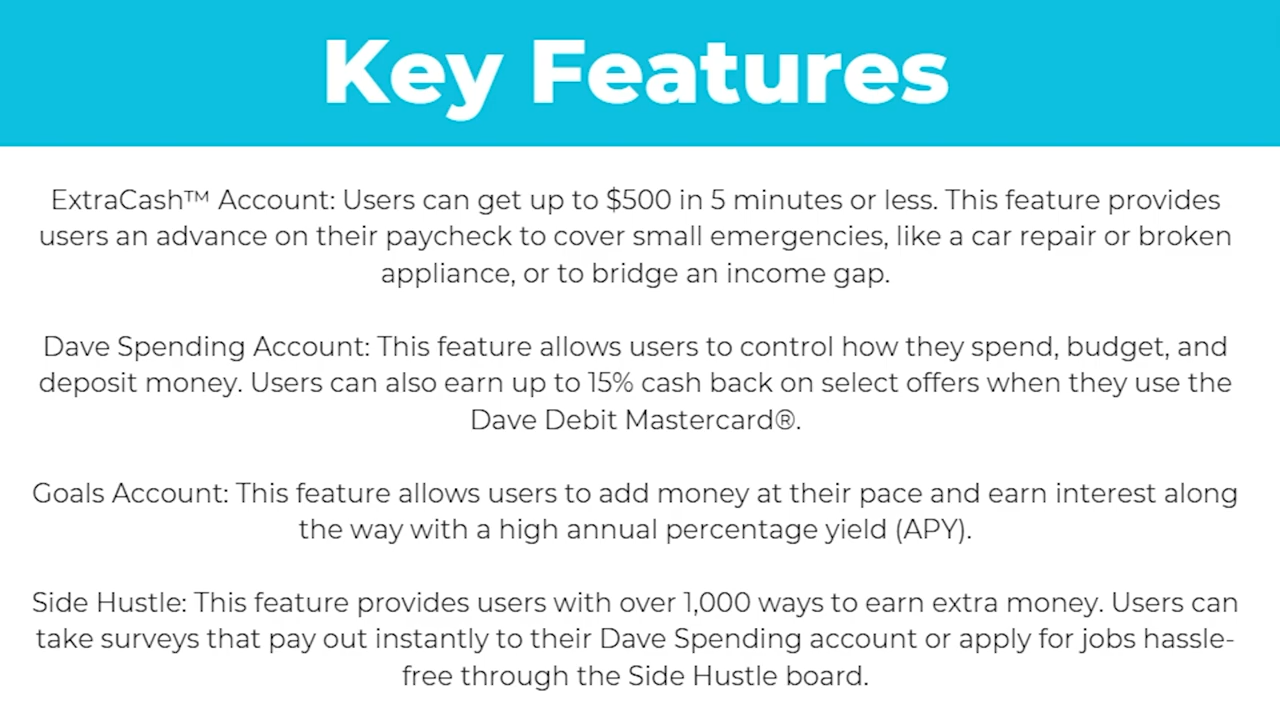 Key Features
ExtraCash™ Account: Users can get up to $500 in 5 minutes or less. This feature provides
users an advance on their paycheck to cover small emergencies, like a car repair or broken
appliance, or to bridge an income gap.
Dave Spending Account: This feature allows users to control how they spend, budget, and
deposit money. Users can also earn up to 15% cash back on select offers when they use the
Dave Debit Mastercard®.
Goals Account: This feature allows users to add money at their pace and earn interest along
the way with a high annual percentage yield (APY).
Side Hustle: This feature provides users with over 1,000 ways to earn extra money. Users can
take surveys that pay out instantly to their Dave Spending account or apply for jobs hassle-
free through the Side Hustle board.